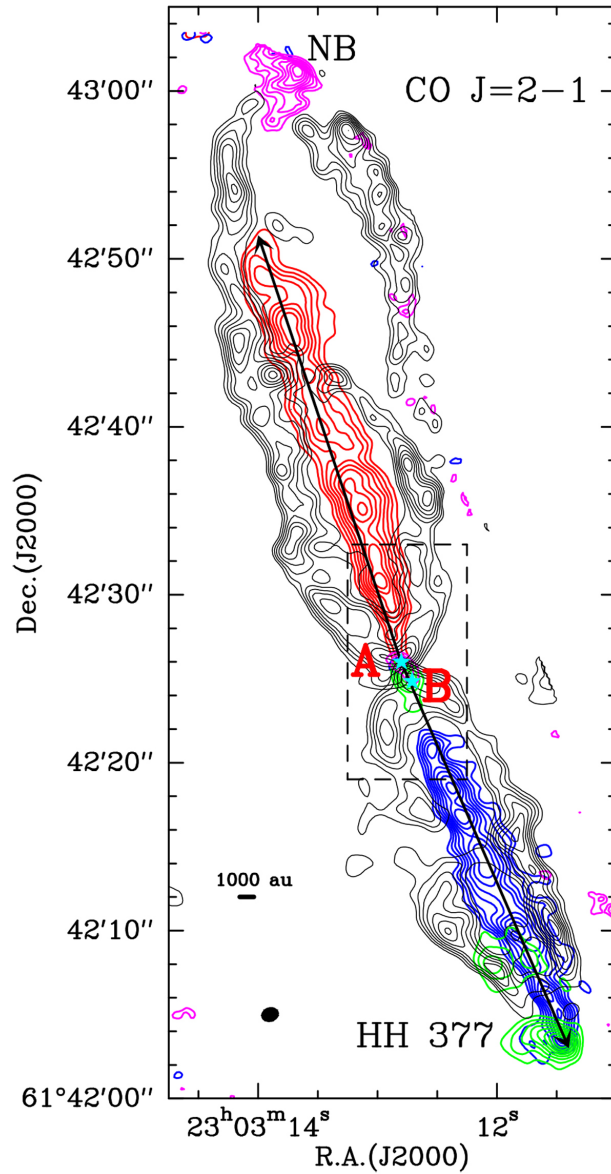 NB
CO J=2−1
43′00″
42′50″
42′40″
Dec.(J2000)
42′30″
A
B
42′20″
1000 au
42′10″
HH 377
61°42′00″
23ʰ03ᵐ14ˢ 12ˢ
R.A.(J2000)